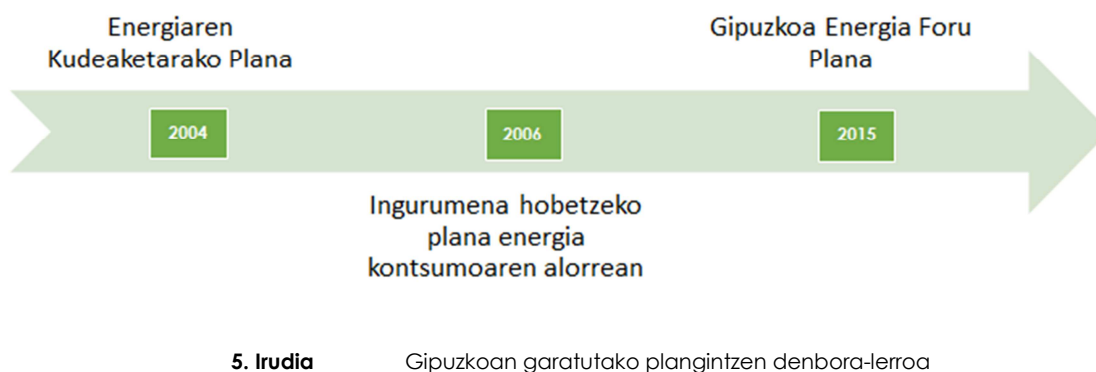 Energiaren
Kudeaketarako Plana
Gipuzkoa Energia Foru
Plana
2004
2006
2015
Ingurumena hobetzeko
plana energia
kontsumoaren alorrean
5. Irudia Gipuzkoan garatutako plangintzen denbora-lerroa